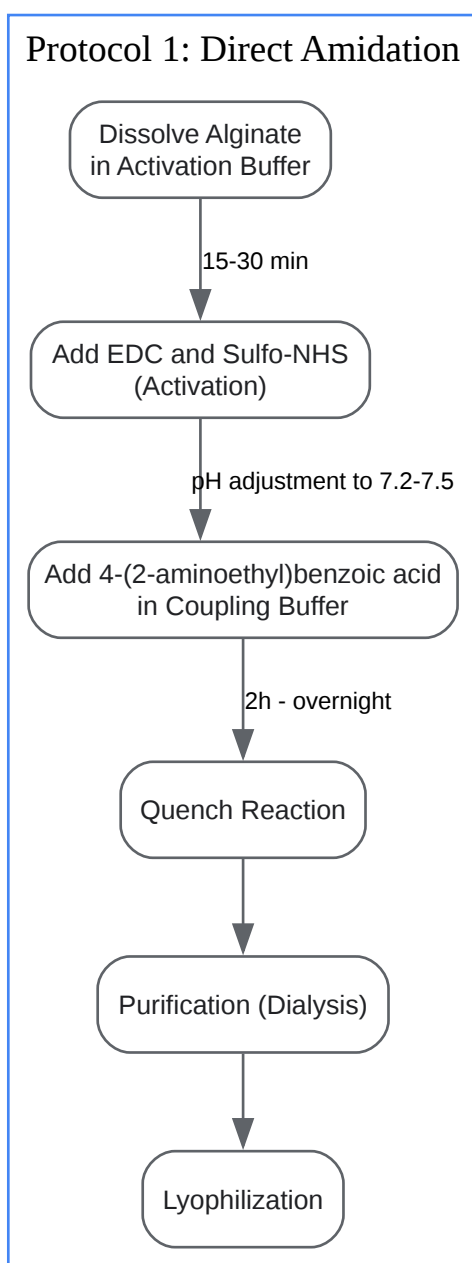 Protocol 1: Direct Amidation
Dissolve Alginate
in Activation Buffer
15-30 min
Add EDC and Sulfo-NHS
(Activation)
pH adjustment to 7.2-7.5
Add 4-(2-aminoethyl)benzoic acid
in Coupling Buffer
2h - overnight
Quench Reaction
Purification (Dialysis)
Lyophilization